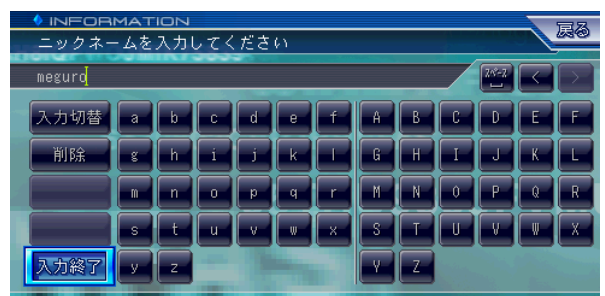 INFORMATION
戻る
ニックネームを入力してください
meguro
スペース < >
入力切替 a b c d e f A B C D E F
削除 g h i j k l G H I J K L
m n o p q r M N O P Q R
s t u v w x S T U V W X
入力終了 y z Y Z